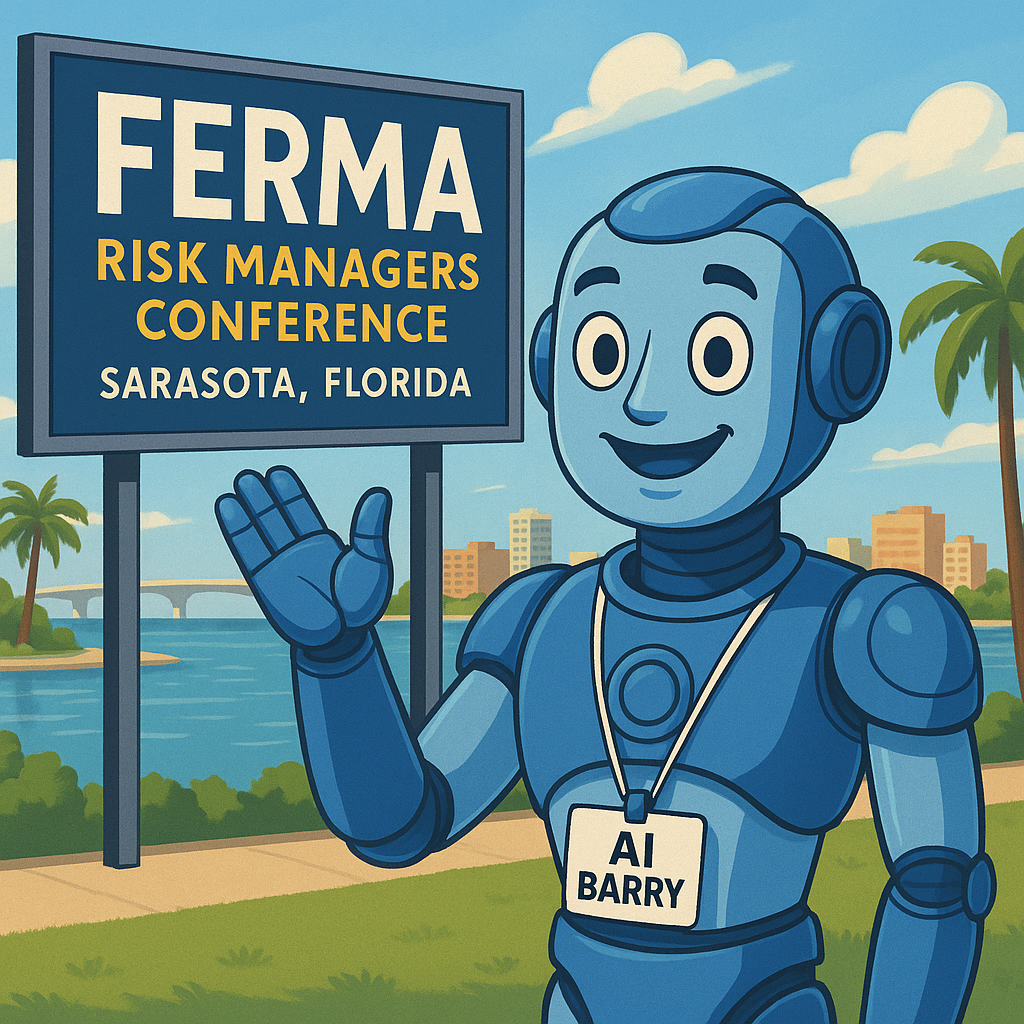 FERMA
RISK MANAGERS
CONFERENCE
SARASOTA, FLORIDA
AI
BARRY